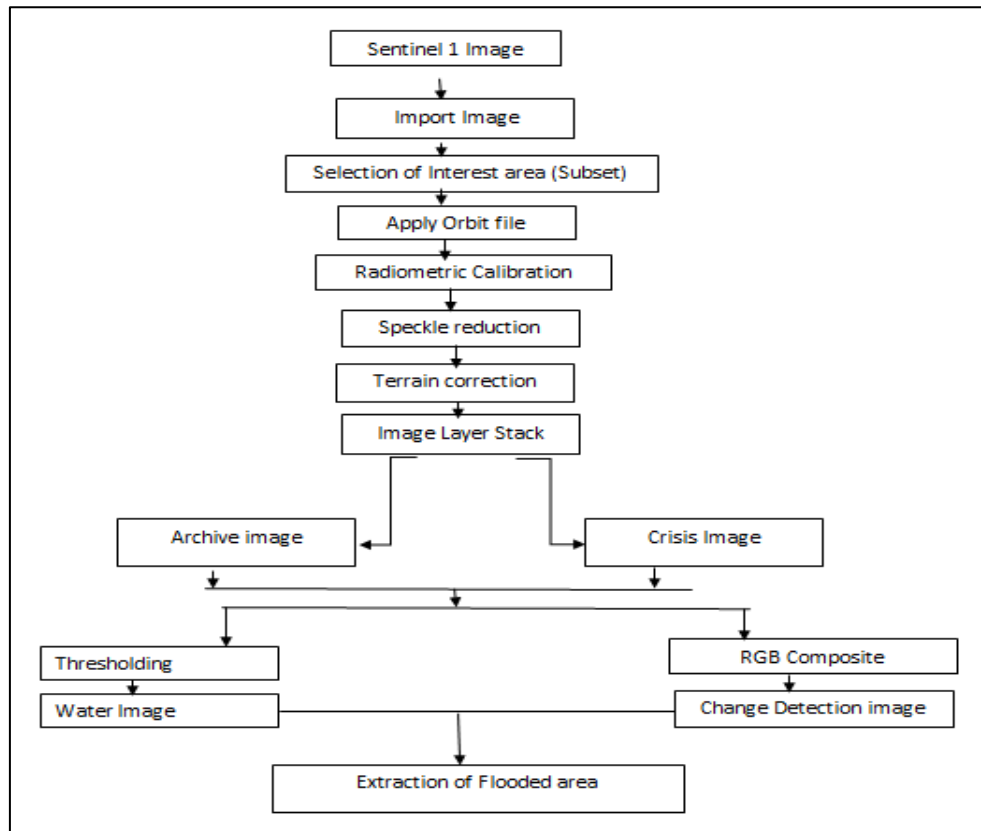 Sentinel 1 Image
Import Image
Selection of Interest area (Subset)
Apply Orbit file
Radiometric Calibration
Speckle reduction
Terrain correction
Image Layer Stack
Archive image
Crisis Image
Thresholding
RGB Composite
Water Image
Change Detection image
Extraction of Flooded area